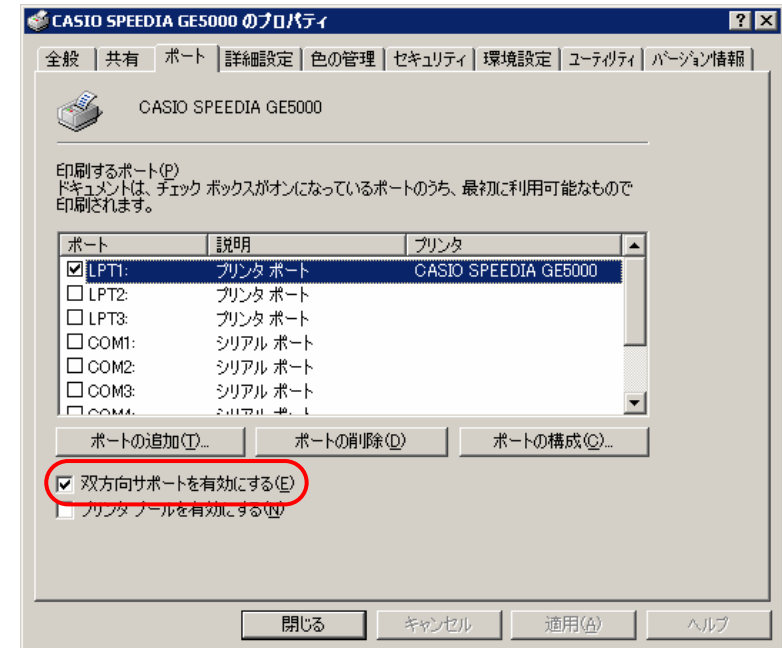 CASIO SPEEDIA GE5000 のプロパティ
全般 共有 ポート 詳細設定 色の管理 セキュリティ 環境設定 ユーティリティ バージョン情報
CASIO SPEEDIA GE5000
印刷するポート(P)
ドキュメントは、チェック ボックスがオンになっているポートのうち、最初に利用可能なもので
印刷されます。
ポート 説明 プリンタ
LPT1: プリンタ ポート CASIO SPEEDIA GE5000
LPT2: プリンタ ポート
LPT3: プリンタ ポート
COM1: シリアル ポート
COM2: シリアル ポート
COM3: シリアル ポート
COM4: シリアル ポート
ポートの追加(T)... ポートの削除(D) ポートの構成(C)...
双方向サポートを有効にする(E)
プリンタ プールを有効にする(N)
閉じる キャンセル 適用(A) ヘルプ